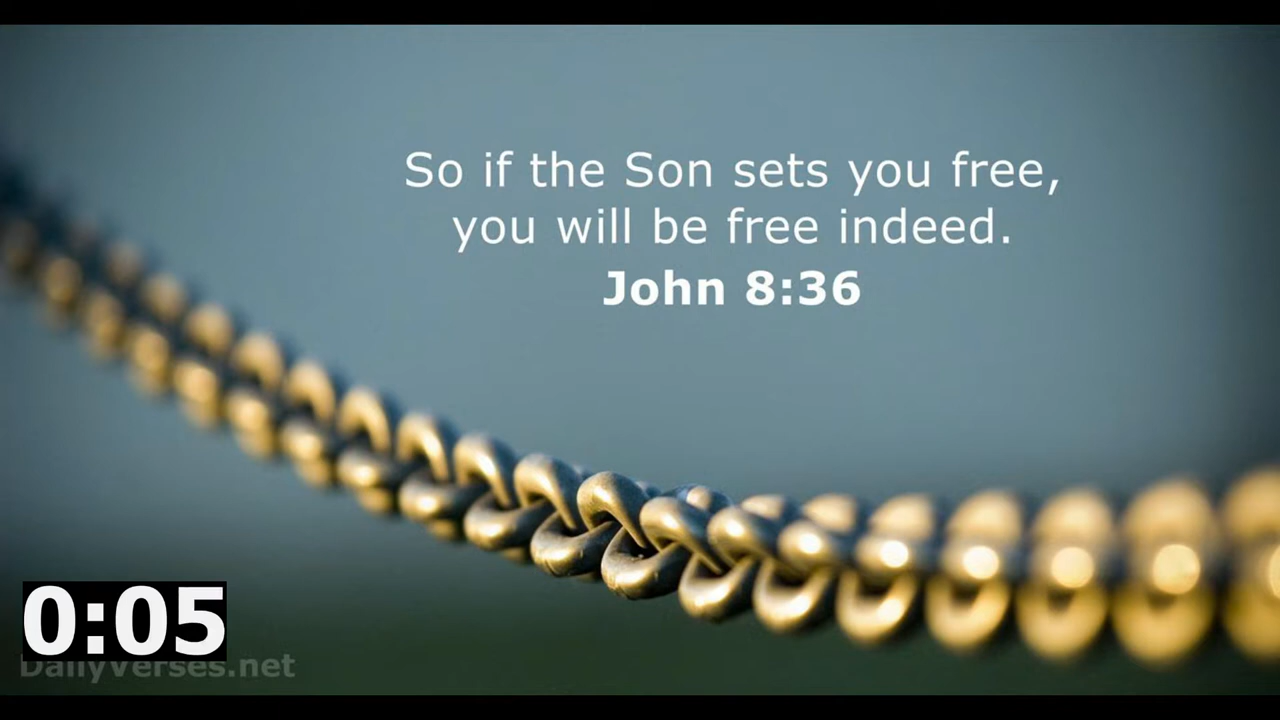 So if the Son sets you free,
you will be free indeed.
John 8:36
0:05
DailyVerses.net